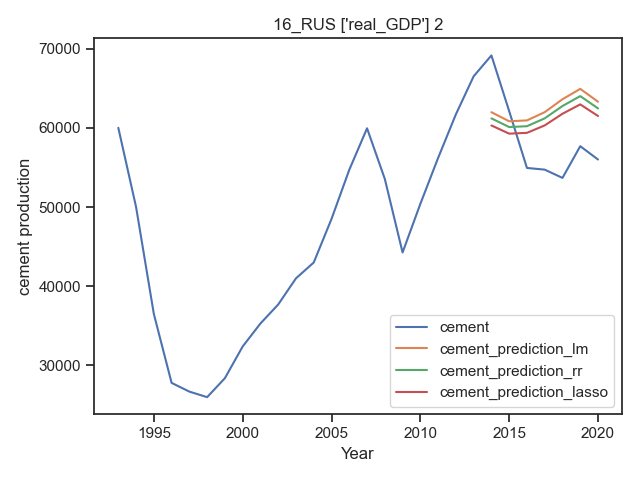 16_RUS ['real_GDP'] 2
70000
60000
50000
40000
30000
cement production
cement
cement_prediction_lm
cement_prediction_rr
cement_prediction_lasso
1995 2000 2005 2010 2015 2020
Year